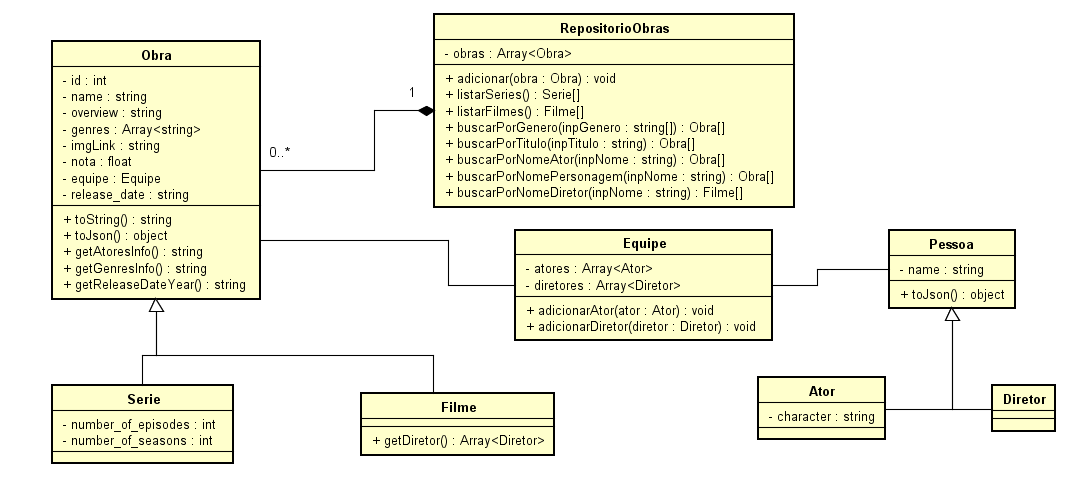 RepositorioObras
- obras : Array<Obra>
+ adicionar(obra : Obra) : void
+ listarSeries() : Serie[]
+ listarFilmes() : Filme[]
+ buscarPorGenero(inpGenero : string[]) : Obra[]
+ buscarPorTitulo(inpTitulo : string) : Obra[]
+ buscarPorNomeAtor(inpNome : string) : Obra[]
+ buscarPorNomePersonagem(inpNome : string) : Obra[]
+ buscarPorNomeDiretor(inpNome : string) : Filme[]
1
0..*
Obra
- id : int
- name : string
- overview : string
- genres : Array<string>
- imgLink : string
- nota : float
- equipe : Equipe
- release_date : string
+ toString() : string
+ toJson() : object
+ getAtoresInfo() : string
+ getGenresInfo() : string
+ getReleaseDateYear() : string
Equipe
- atores : Array<Ator>
- diretores : Array<Diretor>
+ adicionarAtor(ator : Ator) : void
+ adicionarDiretor(diretor : Diretor) : void
Pessoa
- name : string
+ toJson() : object
Serie
- number_of_episodes : int
- number_of_seasons : int
Filme
+ getDiretor() : Array<Diretor>
Ator
- character : string
Diretor